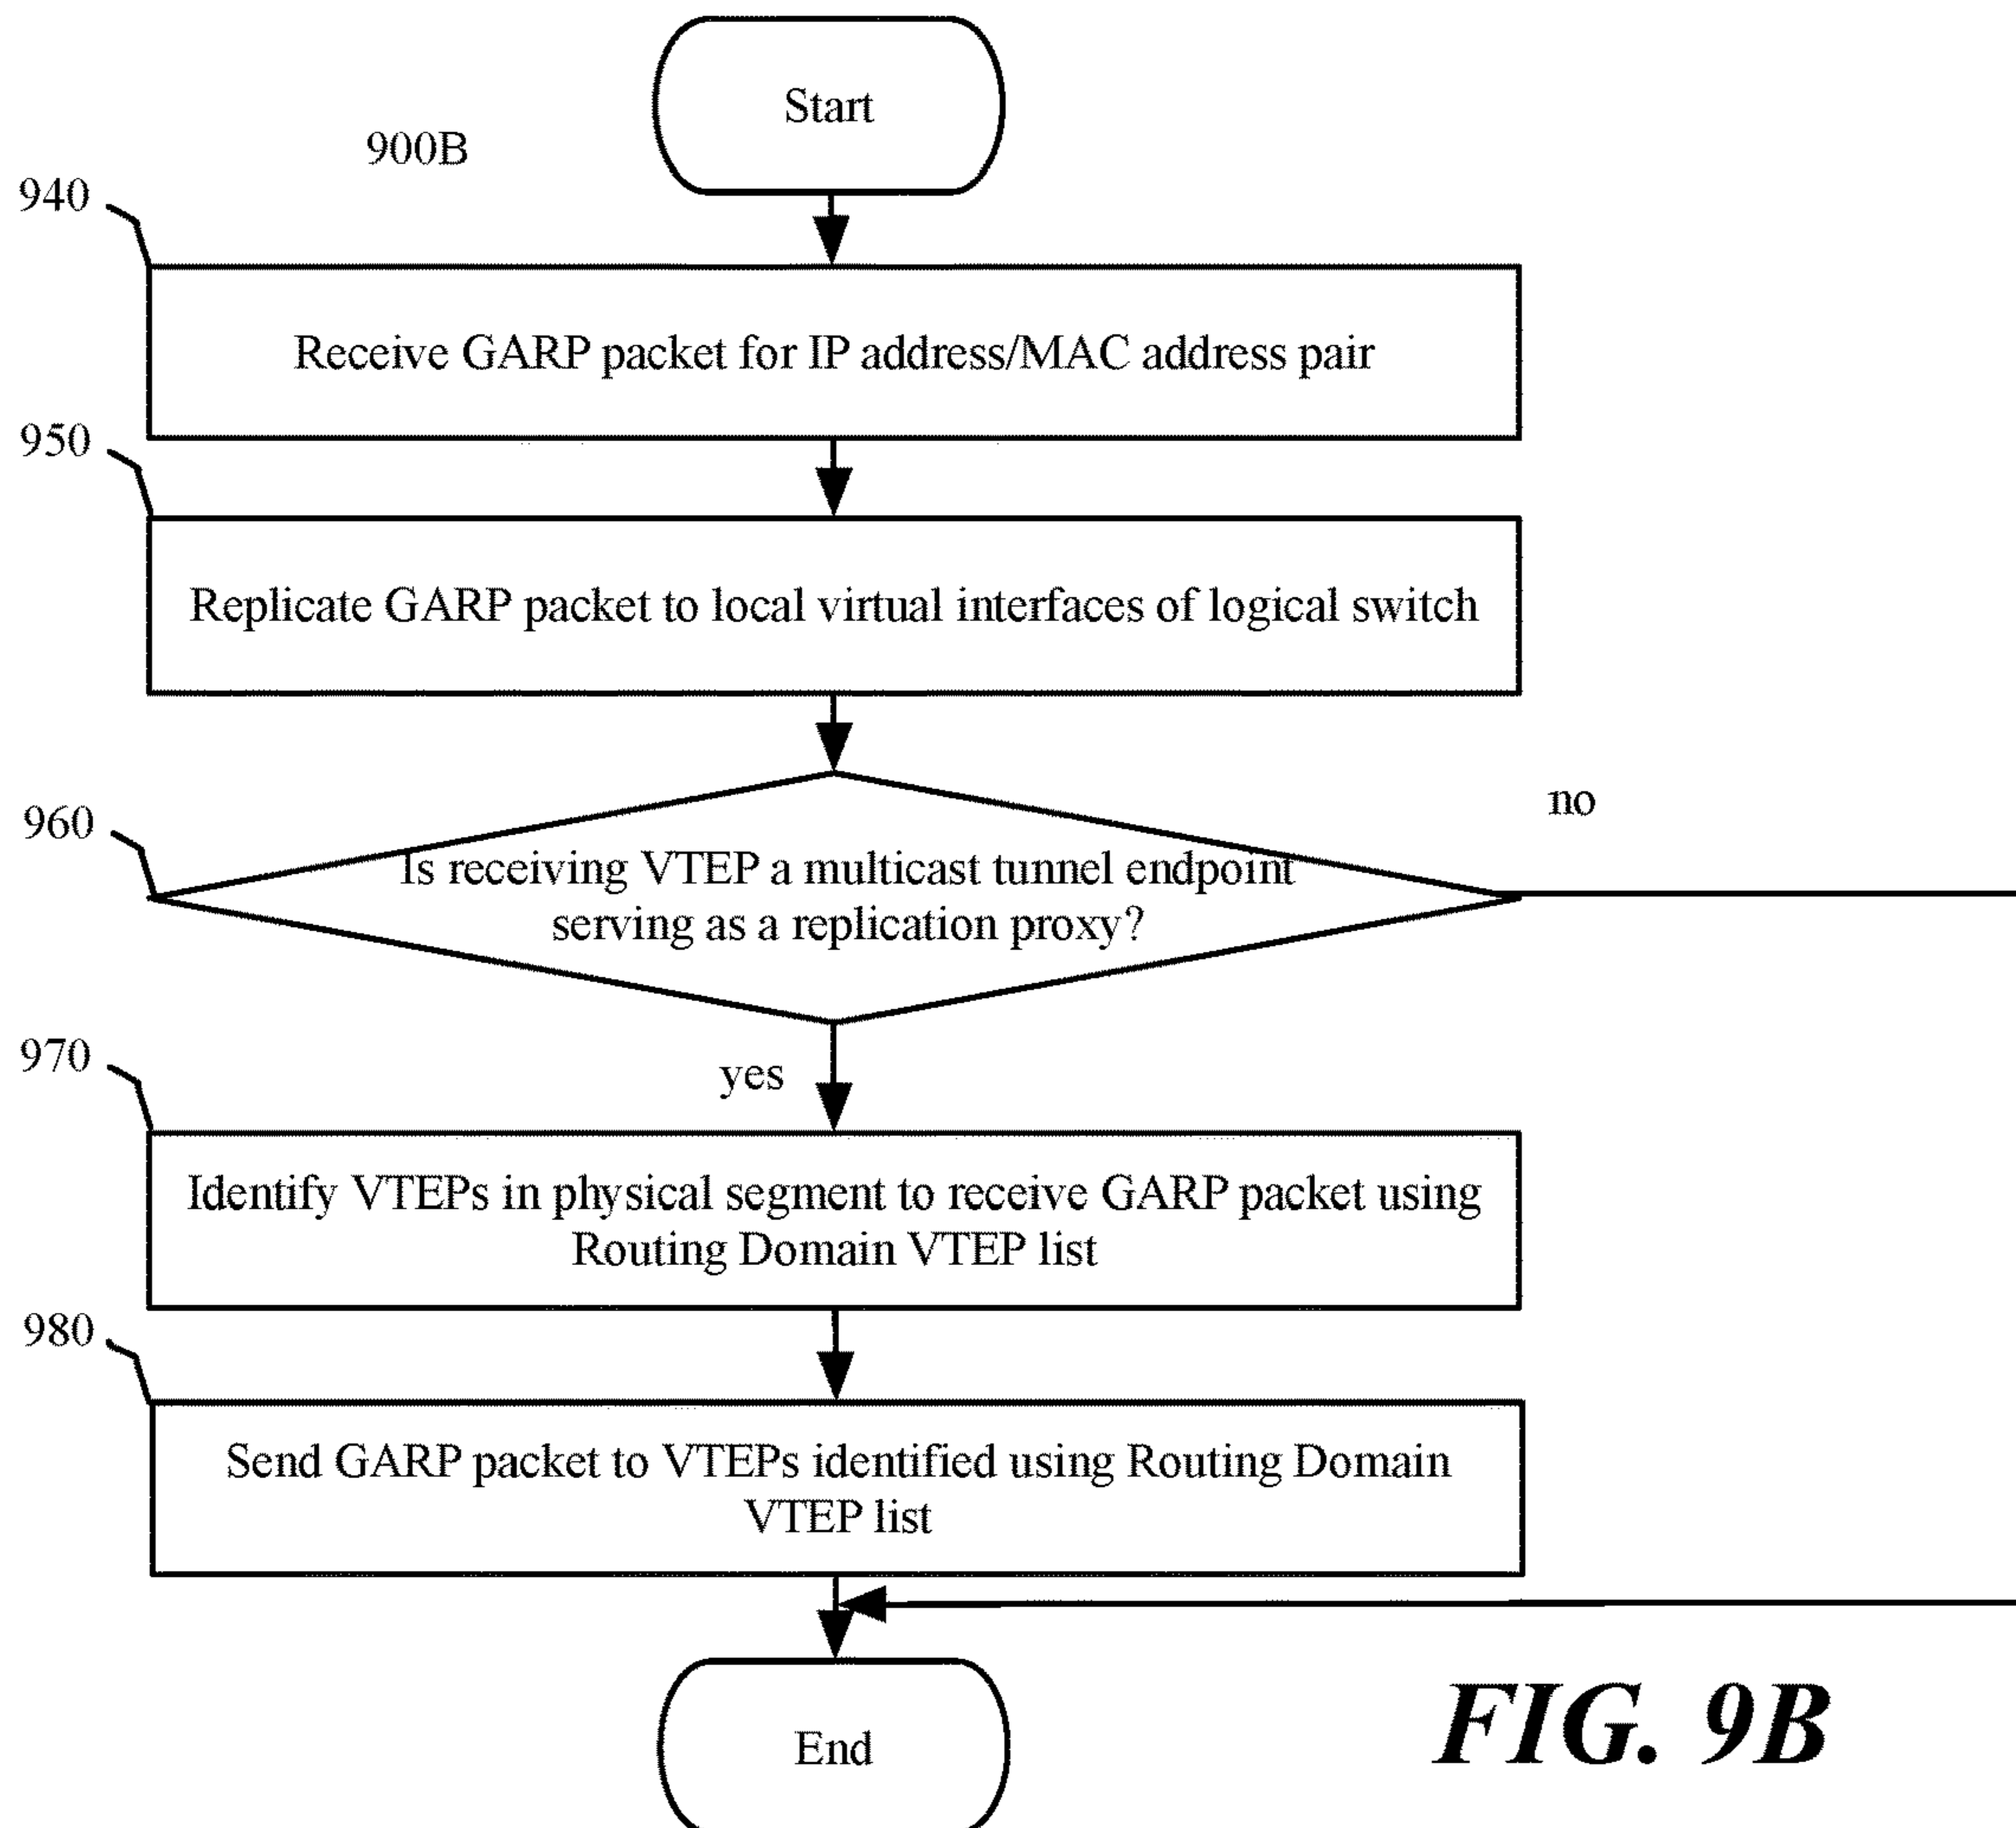 Start
900B
940
Receive GARP packet for IP address/MAC address pair
950
Replicate GARP packet to local virtual interfaces of logical switch
960
no
Is receiving VTEP a multicast tunnel endpoint
serving as a replication proxy?
yes
970
Identify VTEPs in physical segment to receive GARP packet using
Routing Domain VTEP list
980
Send GARP packet to VTEPs identified using Routing Domain
VTEP list
End
FIG. 9B